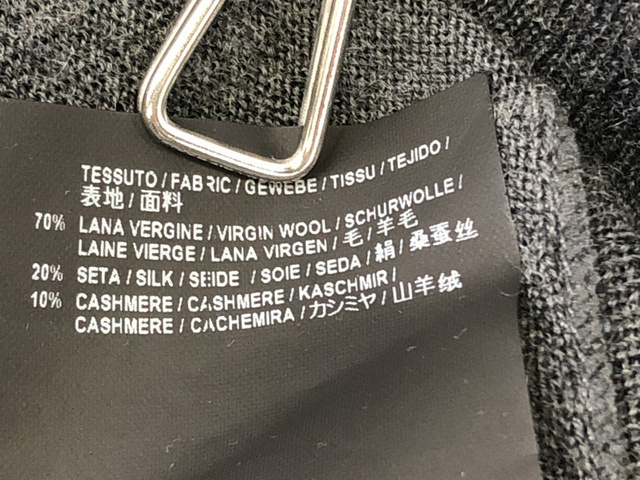 TESSUTO / FABRIC / GEWEBE / TISSU / TEJIDO /
表地 / 面料
70% LANA VERGINE / VIRGIN WOOL / SCHURWOLLE /
LAINE VIERGE / LANA VIRGEN / 毛 / 羊毛
20% SETA / SILK / SEIDE / SOIE / SEDA / 絹 / 桑蚕丝
10% CASHMERE / CASHMERE / KASCHMIR /
CASHMERE / CACHEMIRA / カシミヤ / 山羊绒